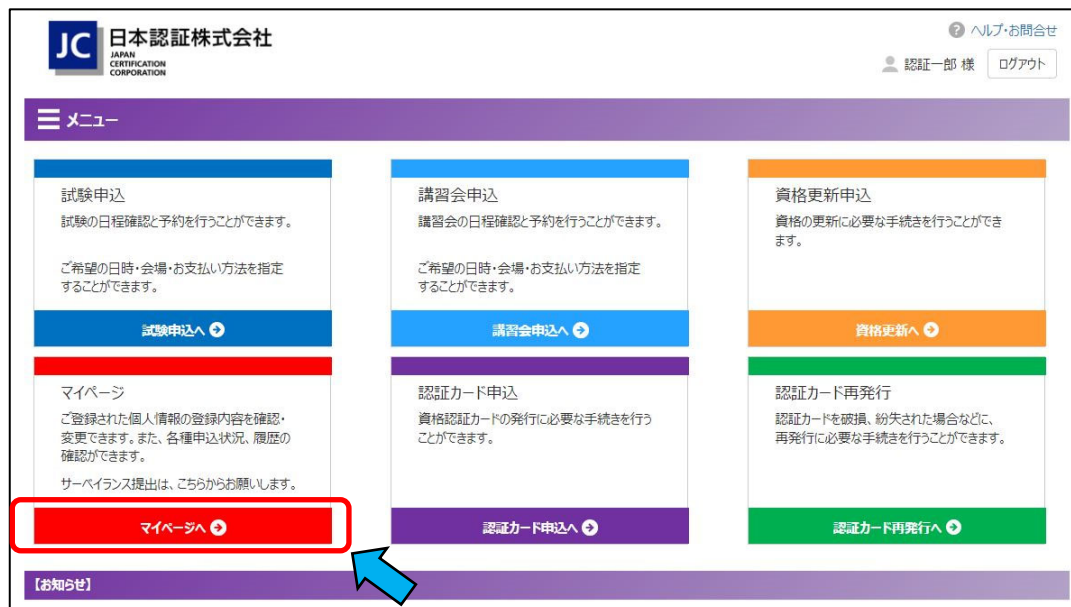 JC 日本認証株式会社
JAPAN
CERTIFICATION
CORPORATION
ヘルプ・お問合せ
認証一郎 様 ログアウト
メニュー
試験申込
試験の日程確認と予約を行うことができます。
ご希望の日時・会場・お支払い方法を指定
することができます。
試験申込へ
講習会申込
講習会の日程確認と予約を行うことができます。
ご希望の日時・会場・お支払い方法を指定
することができます。
講習会申込へ
資格更新申込
資格の更新に必要な手続きを行うことができ
ます。
資格更新へ
マイページ
ご登録された個人情報の登録内容を確認・
変更できます。また、各種申込状況、履歴の
確認ができます。
サーベイランス提出は、こちらからお願いします。
マイページへ
認証カード申込
資格認証カードの発行に必要な手続きを行う
ことができます。
認証カード申込へ
認証カード再発行
認証カードを破損、紛失された場合などに、
再発行に必要な手続きを行うことができます。
認証カード再発行へ
【お知らせ】